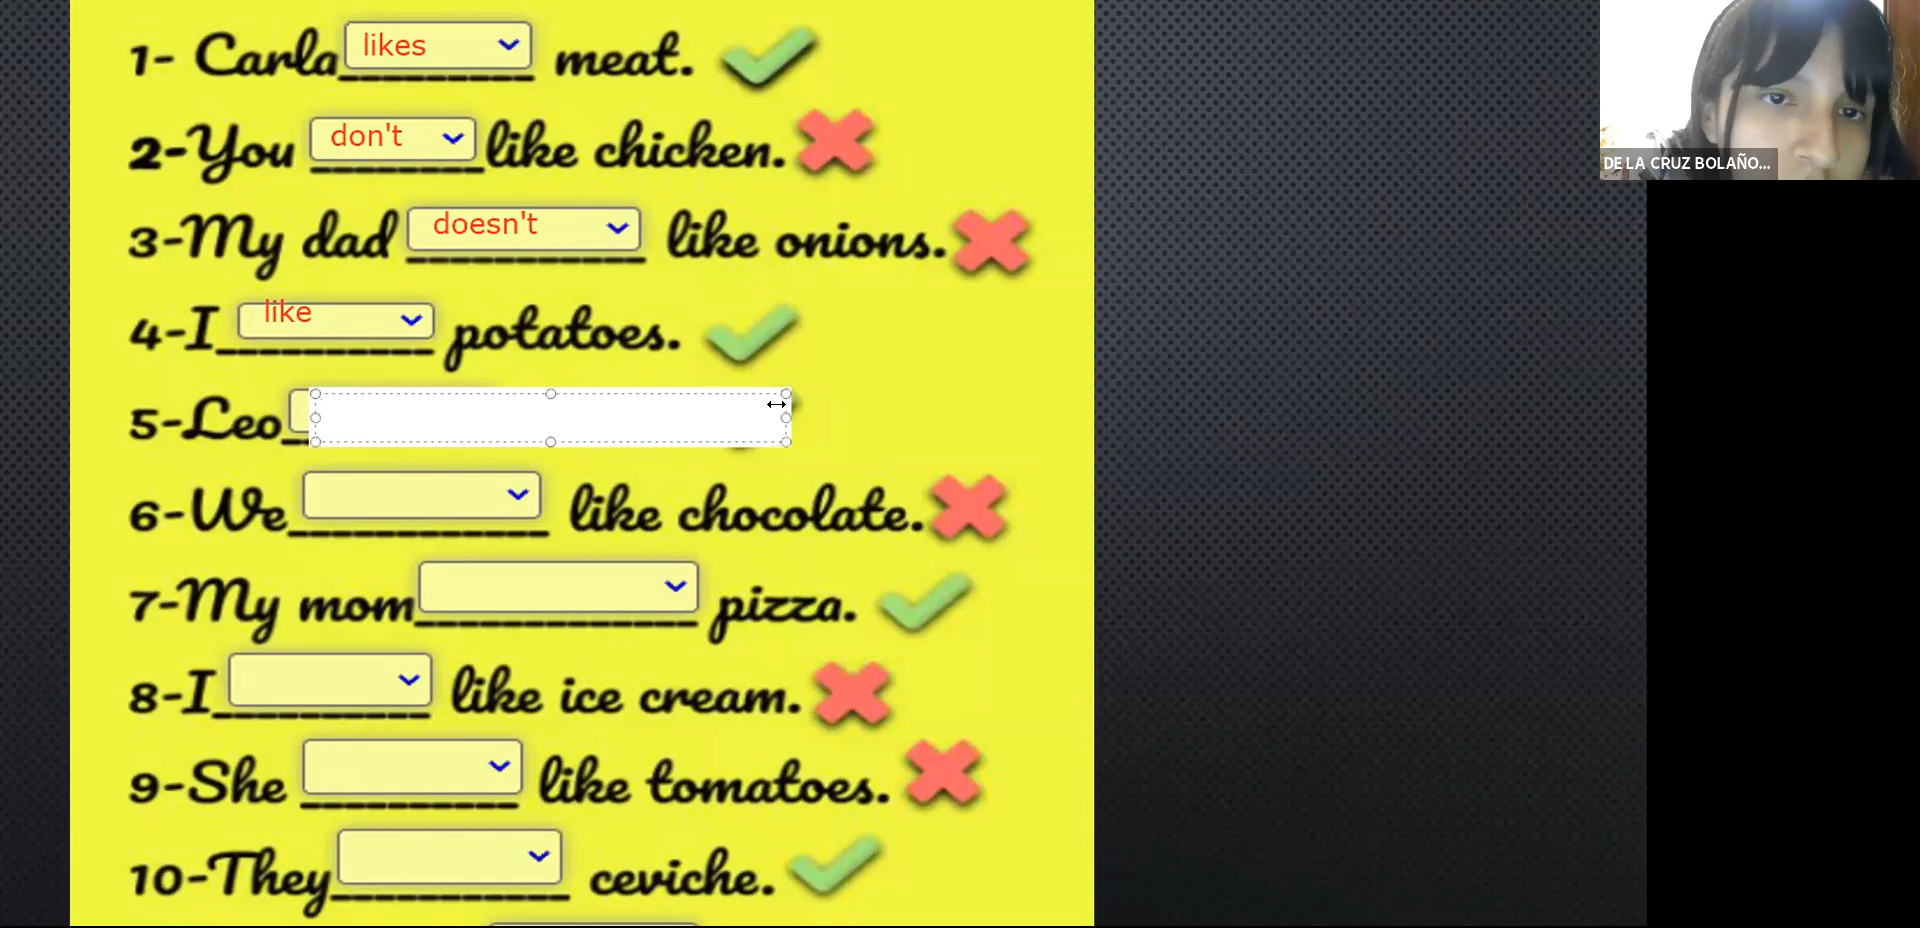 1- Carla likes meat.
DE LA CRUZ BOLAÑO...
2-You don't like chicken.
3-My dad doesn't like onions.
4-I like potatoes.
5-Leo
6-We like chocolate.
7-My mom pizza.
8-I like ice cream.
9-She like tomatoes.
10-They ceviche.